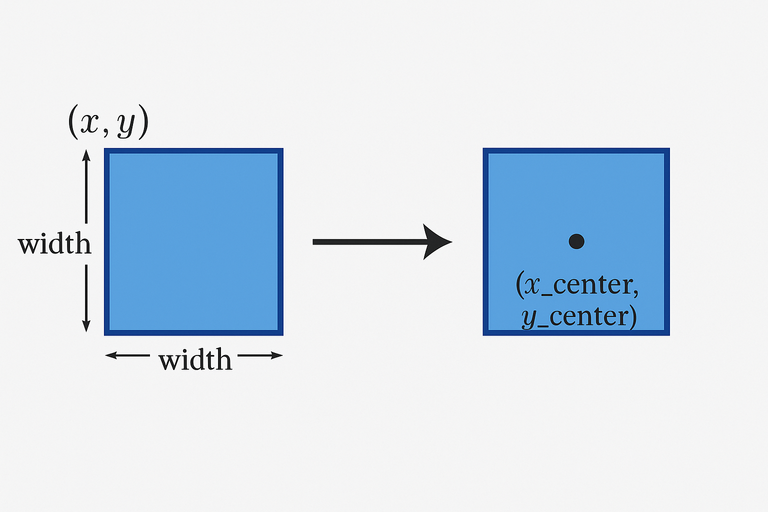 (x, y)
width
width
(x_center,
y_center)